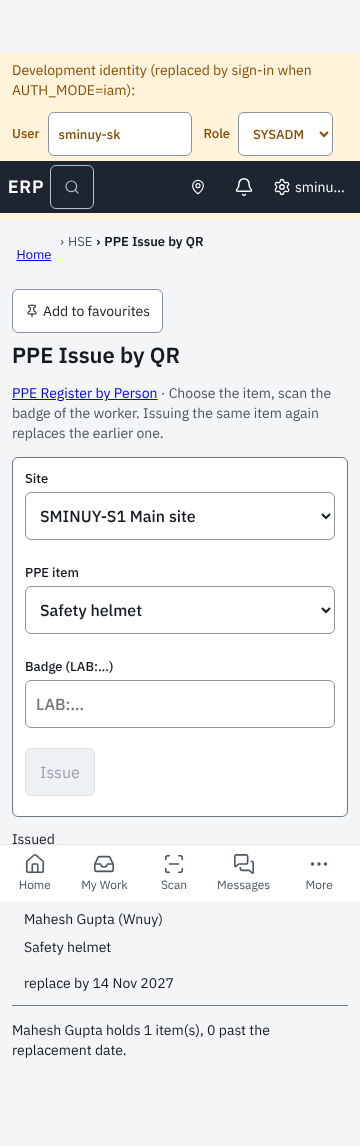 Development identity (replaced by sign-in when
AUTH_MODE=iam):
User sminuy-sk Role SYSADM
ERP sminu...
Home › HSE › PPE Issue by QR
Add to favourites
PPE Issue by QR
PPE Register by Person · Choose the item, scan the
badge of the worker. Issuing the same item again
replaces the earlier one.
Site
SMINUY-S1 Main site
PPE item
Safety helmet
Badge (LAB:...)
LAB:...
Issue
Issued
Home My Work Scan Messages More
Mahesh Gupta (Wnuy)
Safety helmet
replace by 14 Nov 2027
Mahesh Gupta holds 1 item(s), 0 past the
replacement date.